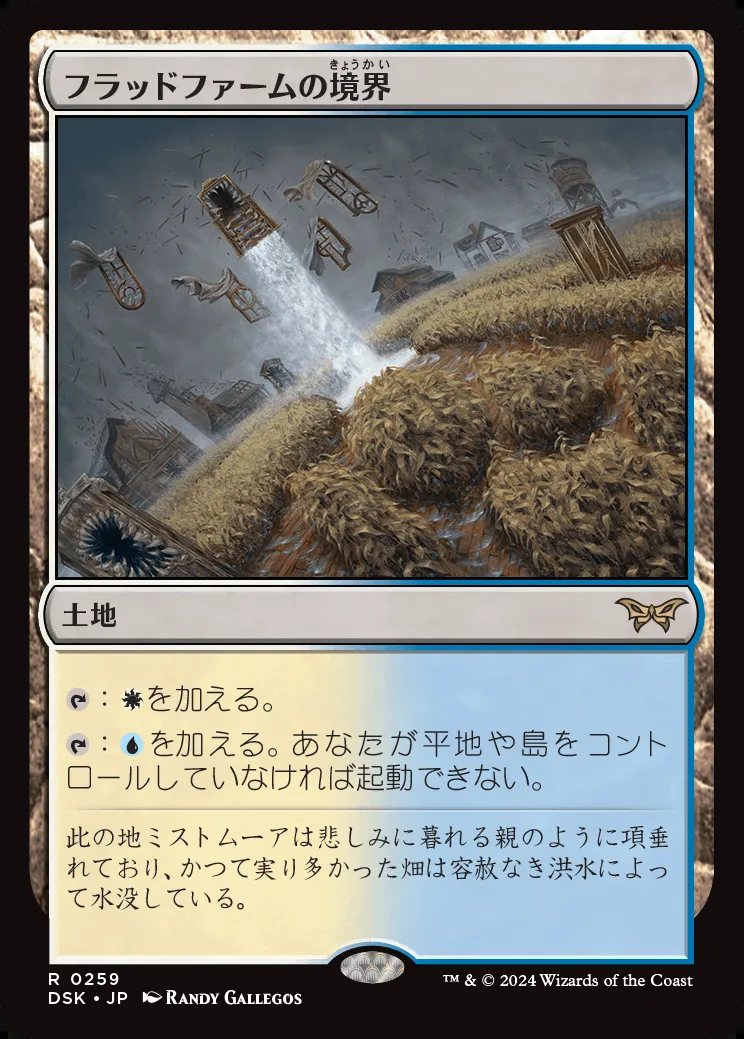 きょうかい
フラッドファームの境界
土地
：を加える。
：を加える。あなたが平地や島をコント
ロールしていなければ起動できない。
此の地ミストムーアは悲しみに暮れる親のように項垂
れており、かつて実り多かった畑は容赦なき洪水によっ
て水没している。
R 0259
DSK • JP RANDY GALLEGOS
™ & © 2024 Wizards of the Coast